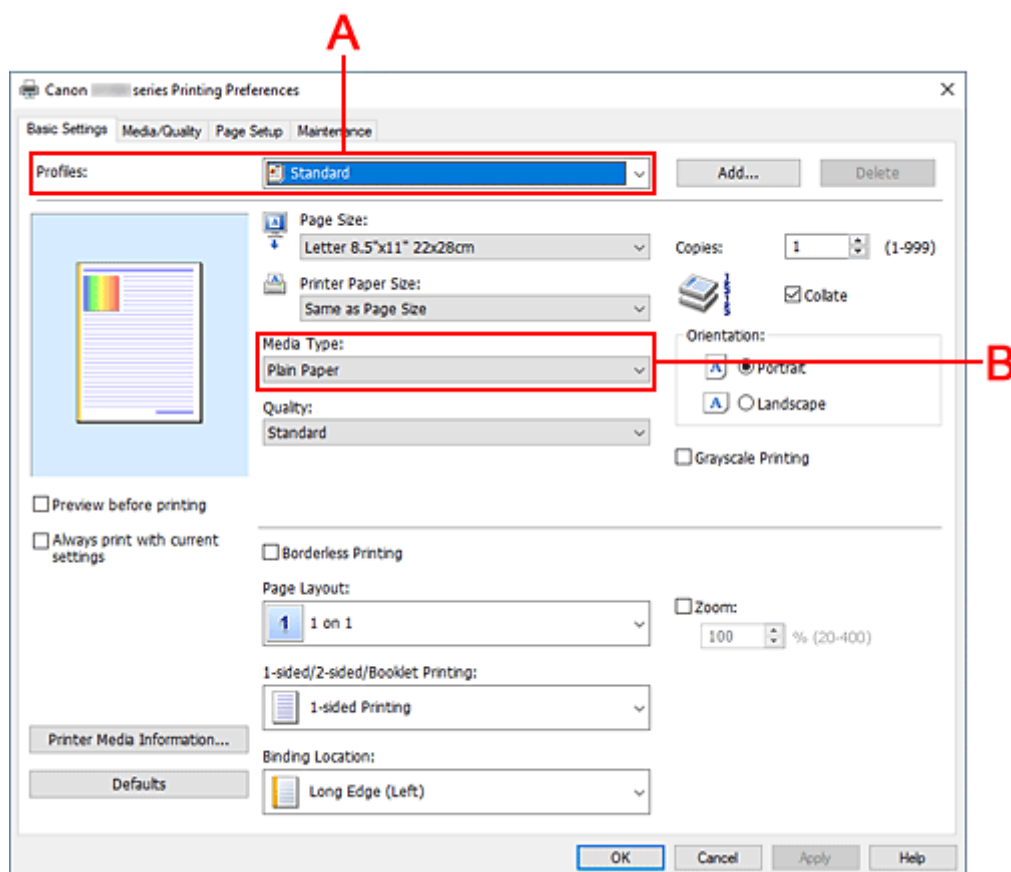 A
Canon series Printing Preferences
Basic Settings Media/Quality Page Setup Maintenance
Profiles: Standard Add... Delete
Page Size:
Letter 8.5"x11" 22x28cm
Copies: 1 (1-999)
Printer Paper Size:
Same as Page Size
Collate
Media Type:
Plain Paper
Orientation:
A Portrait
A Landscape
B
Quality:
Standard
Grayscale Printing
Preview before printing
Always print with current
settings
Borderless Printing
Page Layout:
1 1 on 1
Zoom:
100 % (20-400)
1-sided/2-sided/Booklet Printing:
1-sided Printing
Printer Media Information...
Defaults
Binding Location:
Long Edge (Left)
OK Cancel Apply Help